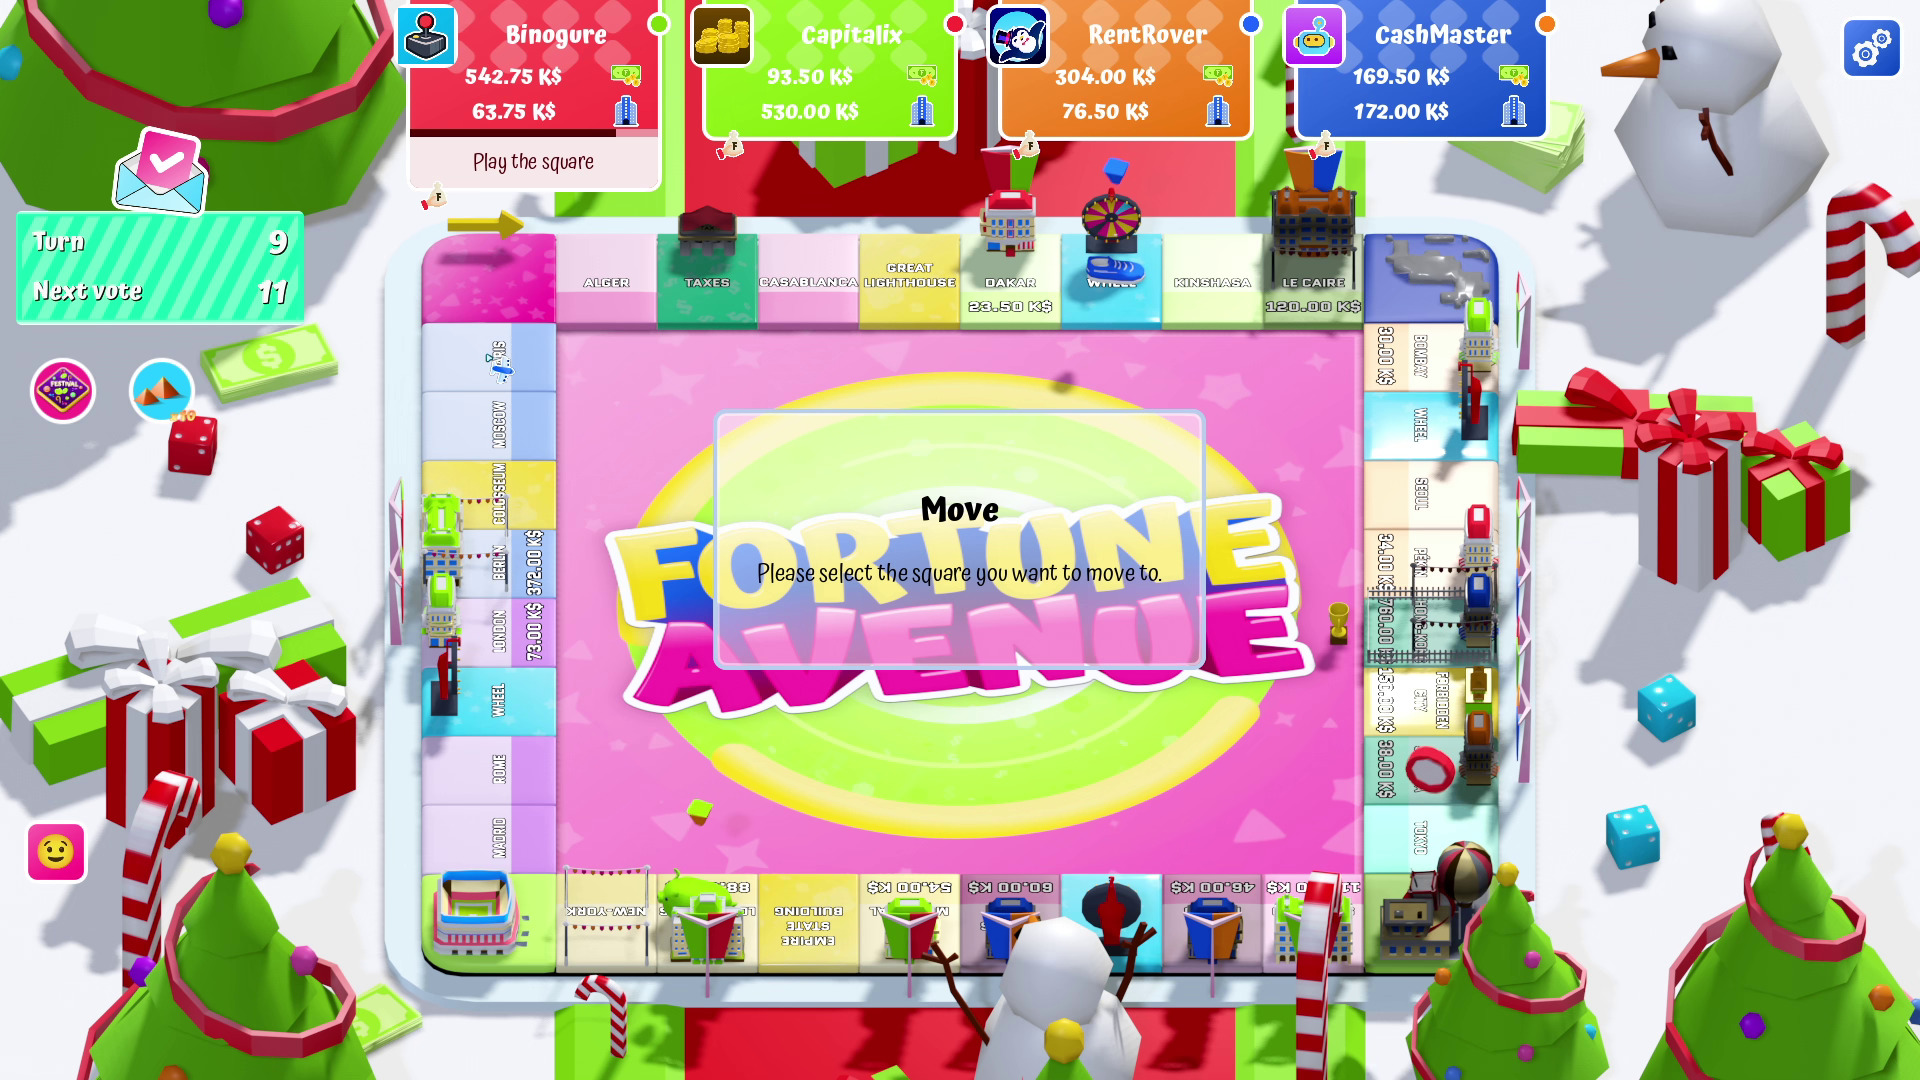 Binogure
542.75 K$
63.75 K$
Play the square
Capitalix
93.50 K$
530.00 K$
RentRover
304.00 K$
76.50 K$
CashMaster
169.50 K$
172.00 K$
Turn 9
Next vote 11
FESTIVAL
ALGER
TAXES
CASABLANCA
GREAT
LIGHTHOUSE
DAKAR
23.50 K$
KINSHASA
LE CAIRE
120.00 K$
BOMBAY
30.00 K$
WHEEL
SEOUL
PÉKIN
34.00 K$
760.00 K$
FORBIDDEN
CITY
38.00 K$
TOKYO
MOSCOW
COLOSSEUM
BERLIN
372.00 K$
LONDON
73.00 K$
WHEEL
ROME
MADRID
NEW-YORK
EMPIRE
STATE
BUILDING
54.00 K$
60.00 K$
46.00 K$
FORTUNE
AVENUE
Move
Please select the square you want to move to.